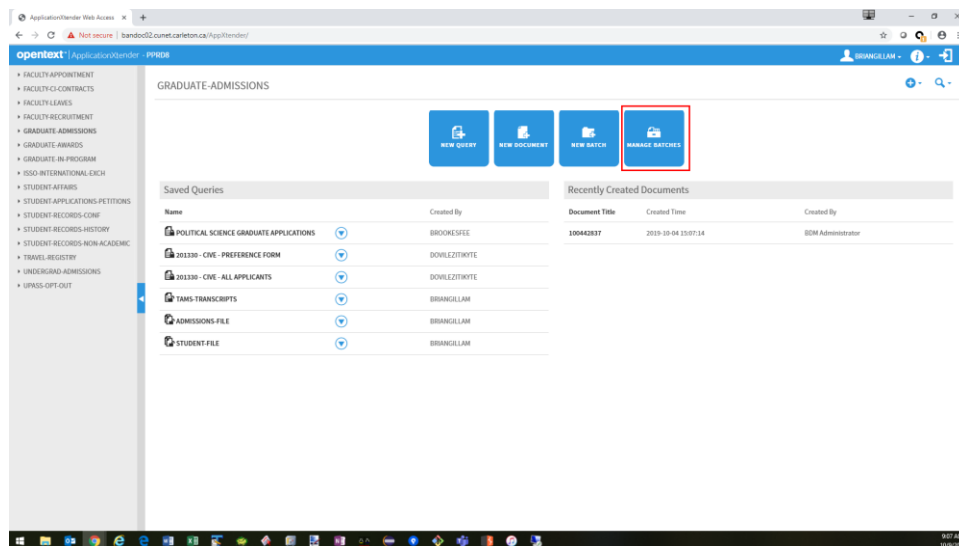 ApplicationXtender Web Access
Not secure | bandoc02.cunet.carleton.ca/AppXtender/
opentext™ | ApplicationXtender - PPRD8
BRIANGILLAM
FACULTY-APPOINTMENT
FACULTY-CI-CONTRACTS
FACULTY-LEAVES
FACULTY-RECRUITMENT
GRADUATE-ADMISSIONS
GRADUATE-AWARDS
GRADUATE-IN-PROGRAM
ISSO-INTERNATIONAL-EXCH
STUDENT-AFFAIRS
STUDENT-APPLICATIONS-PETITIONS
STUDENT-RECORDS-CONF
STUDENT-RECORDS-HISTORY
STUDENT-RECORDS-NON-ACADEMIC
TRAVEL-REGISTRY
UNDERGRAD-ADMISSIONS
UPASS-OPT-OUT
GRADUATE-ADMISSIONS
NEW QUERY NEW DOCUMENT NEW BATCH MANAGE BATCHES
Saved Queries
Name Created By
POLITICAL SCIENCE GRADUATE APPLICATIONS BROOKESFEE
201330 - CIVE - PREFERENCE FORM DOVILEZITIKYTE
201330 - CIVE - ALL APPLICANTS DOVILEZITIKYTE
TAMS-TRANSCRIPTS BRIANGILLAM
ADMISSIONS-FILE BRIANGILLAM
STUDENT-FILE BRIANGILLAM
Recently Created Documents
Document Title Created Time Created By
100442837 2019-10-04 15:07:14 BDM Administrator
9:07 AM